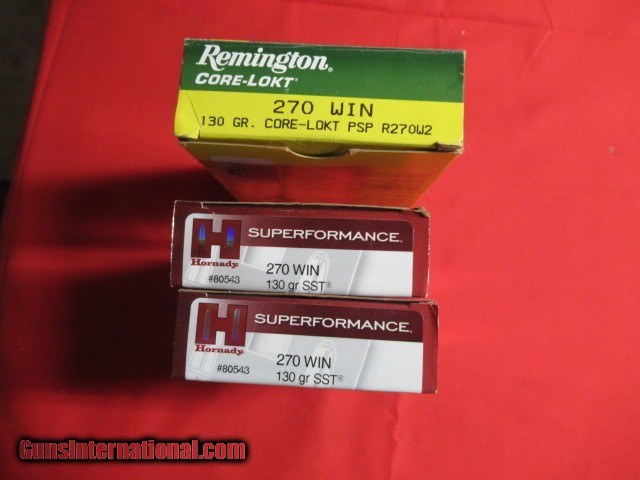 Remington®
CORE-LOKT®
270 WIN
130 GR. CORE-LOKT PSP R270W2
H
SUPERFORMANCE®
Hornady®
270 WIN
#80543
130 gr SST®
H
SUPERFORMANCE®
Hornady®
270 WIN
#80543
130 gr SST®
GunsInternational.com